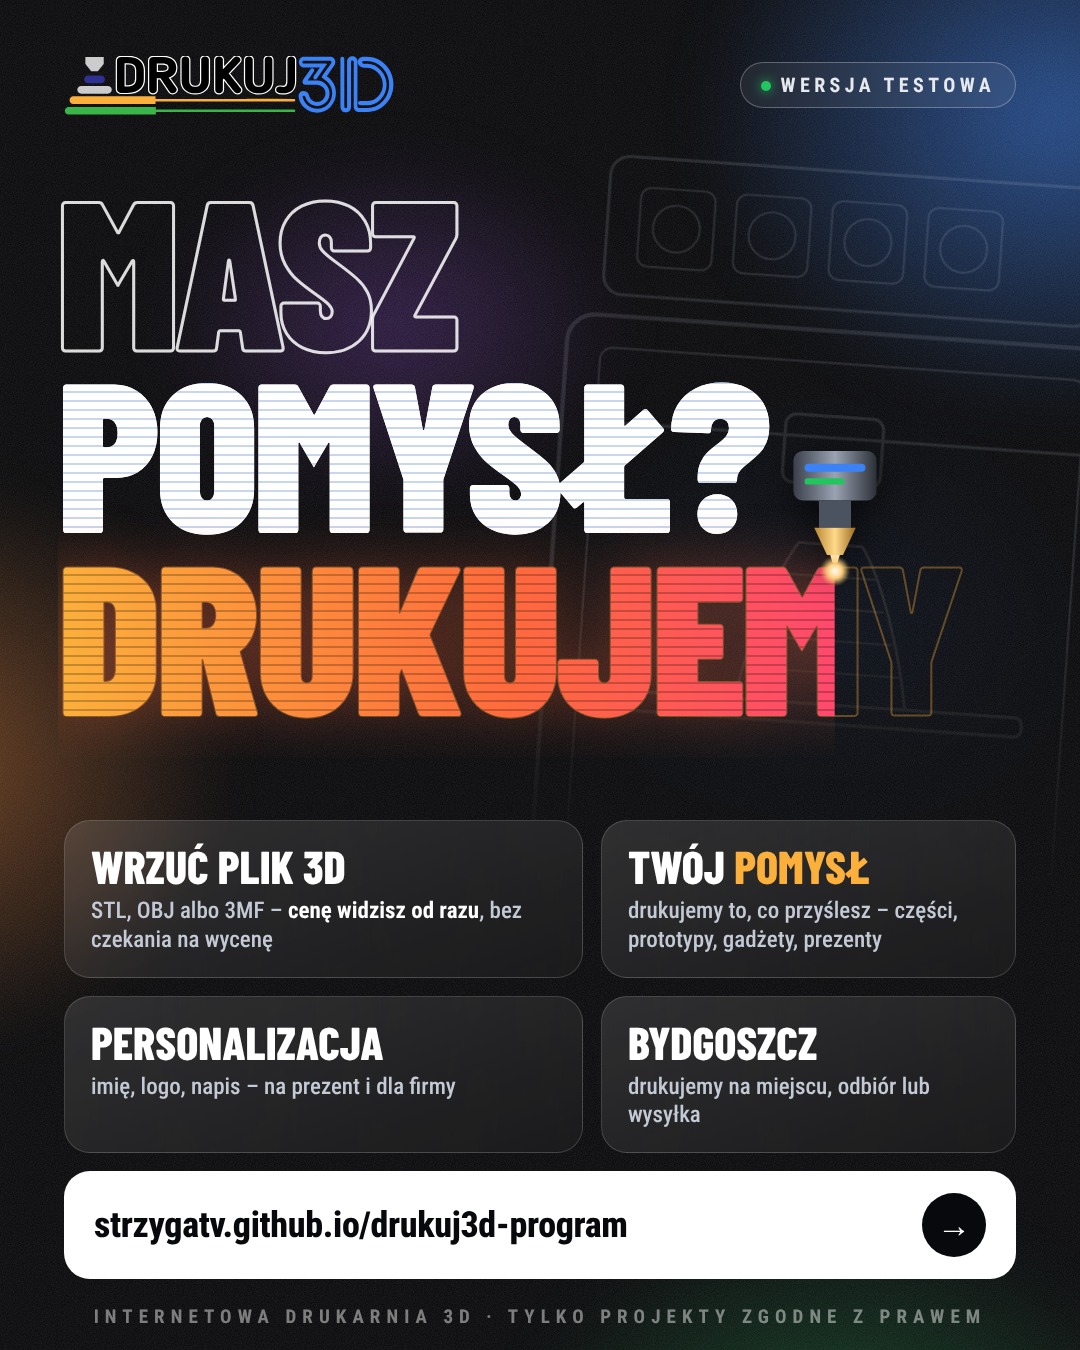 DRUKUJ3D
WERSJA TESTOWA
MASZ
POMYSŁ?
DRUKUJEMY
WRZUĆ PLIK 3D
STL, OBJ albo 3MF – cenę widzisz od razu, bez
czekania na wycenę
TWÓJ POMYSŁ
drukujemy to, co przyślesz – części,
prototypy, gadżety, prezenty
PERSONALIZACJA
imię, logo, napis – na prezent i dla firmy
BYDGOSZCZ
drukujemy na miejscu, odbiór lub
wysyłka
strzygatv.github.io/drukuj3d-program →
INTERNETOWA DRUKARNIA 3D · TYLKO PROJEKTY ZGODNE Z PRAWEM